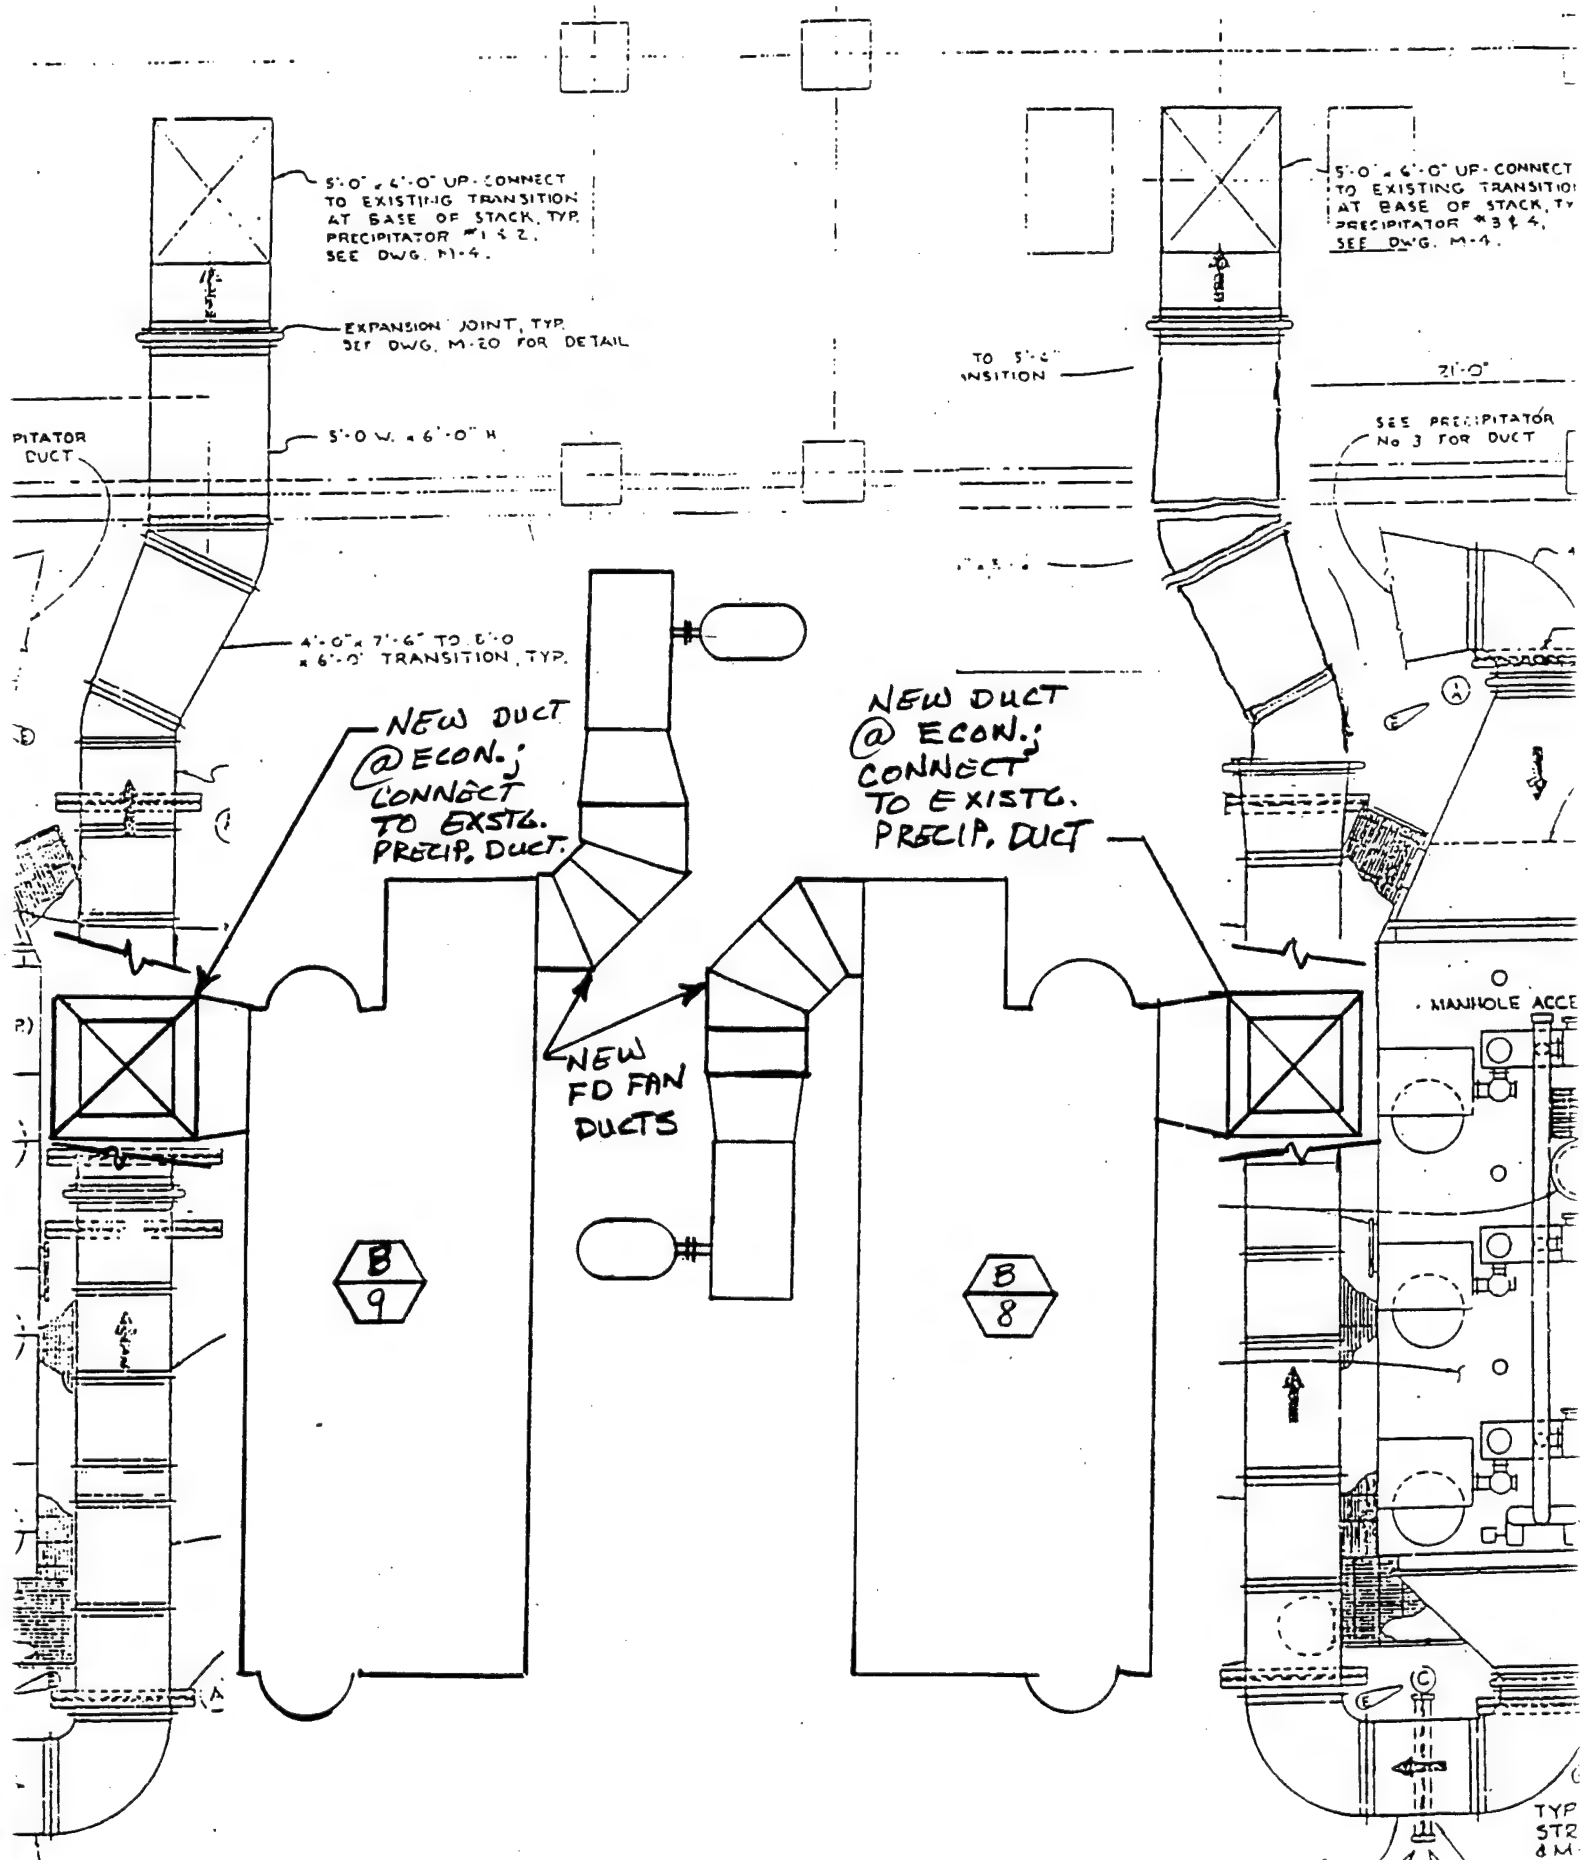 5'-0" x 6'-0" UP - CONNECT
TO EXISTING TRANSITION
AT BASE OF STACK, TYP.
PRECIPITATOR #1 & 2.
SEE DWG. M-4.
5'-0" x 6'-0" UP - CONNECT
TO EXISTING TRANSITIO
AT BASE OF STACK, TY
PRECIPITATOR #3 & 4,
SEE DWG. M-4.
EXPANSION JOINT, TYP.
SEE DWG. M-20 FOR DETAIL
TO 5'-6"
NSITION
21'-0"
PITATOR
DUCT
5'-0 W. x 6'-0" H
SEE PRECIPITATOR
No 3 FOR DUCT
4'-0" x 7'-6" TO
x 6'-0" TRANSITION, TYP.
NEW DUCT
@ ECON.;
CONNECT
TO EXSTG.
PRECIP. DUCT.
NEW DUCT
@ ECON.;
CONNECT
TO EXISTG.
PRECIP. DUCT
1
A
E
MANHOLE ACCE
NEW
FD FAN
DUCTS
B
9
B
8
A
E
C
TYP
STR
& M